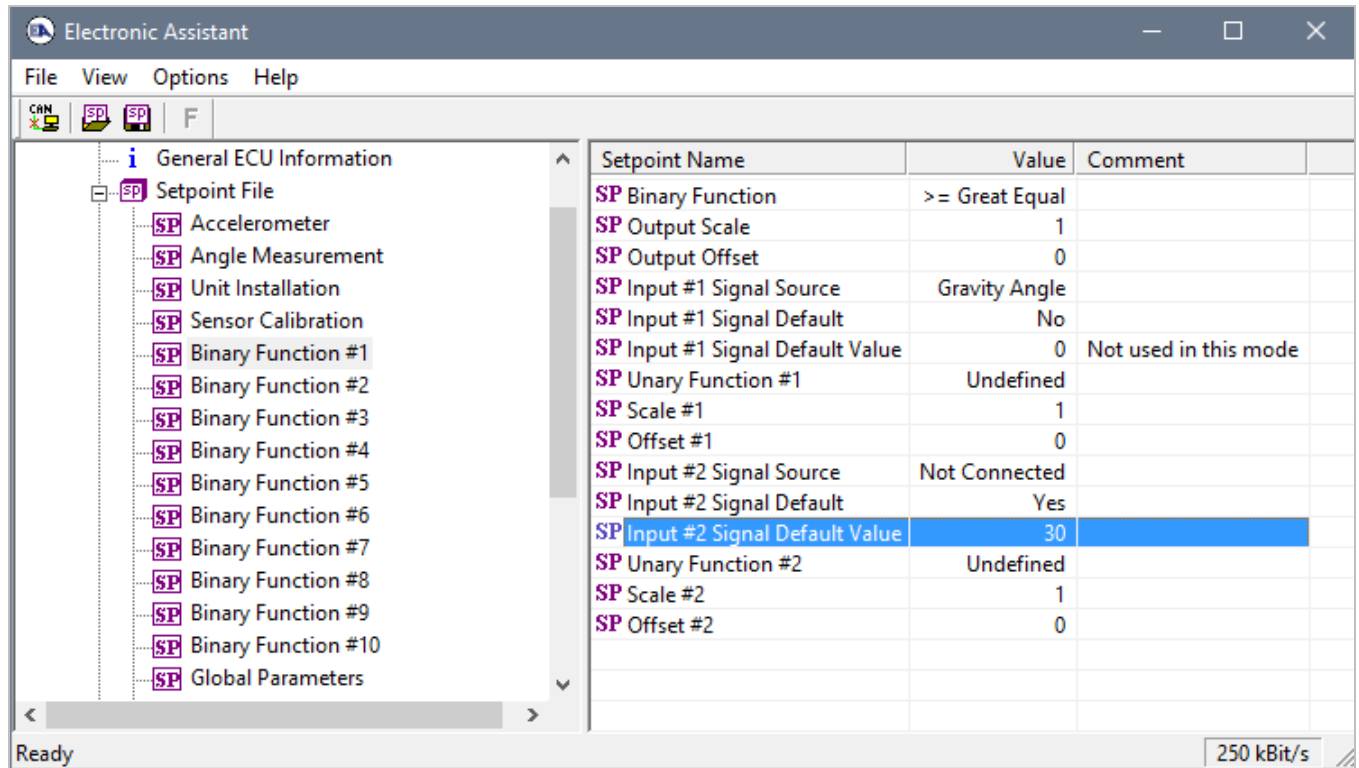 Electronic Assistant
File View Options Help
CAN SP SP F
General ECU Information
Setpoint File
Accelerometer
Angle Measurement
Unit Installation
Sensor Calibration
Binary Function #1
Binary Function #2
Binary Function #3
Binary Function #4
Binary Function #5
Binary Function #6
Binary Function #7
Binary Function #8
Binary Function #9
Binary Function #10
Global Parameters
Setpoint Name Value Comment
SP Binary Function >= Great Equal
SP Output Scale 1
SP Output Offset 0
SP Input #1 Signal Source Gravity Angle
SP Input #1 Signal Default No
SP Input #1 Signal Default Value 0 Not used in this mode
SP Unary Function #1 Undefined
SP Scale #1 1
SP Offset #1 0
SP Input #2 Signal Source Not Connected
SP Input #2 Signal Default Yes
SP Input #2 Signal Default Value 30
SP Unary Function #2 Undefined
SP Scale #2 1
SP Offset #2 0
Ready 250 kBit/s